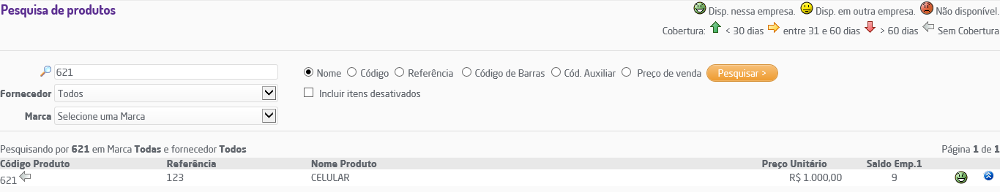 Pesquisa de produtos
Disp. nessa empresa. Disp. em outra empresa. Não disponível.
Cobertura: < 30 dias entre 31 e 60 dias > 60 dias Sem Cobertura
621
Nome Código Referência Código de Barras Cód. Auxiliar Preço de venda Pesquisar >
Fornecedor Todos
Incluir itens desativados
Marca Selecione uma Marca
Pesquisando por 621 em Marca Todas e fornecedor Todos
Página 1 de 1
Código Produto Referência Nome Produto Preço Unitário Saldo Emp.1
621 123 CELULAR R$ 1.000,00 9